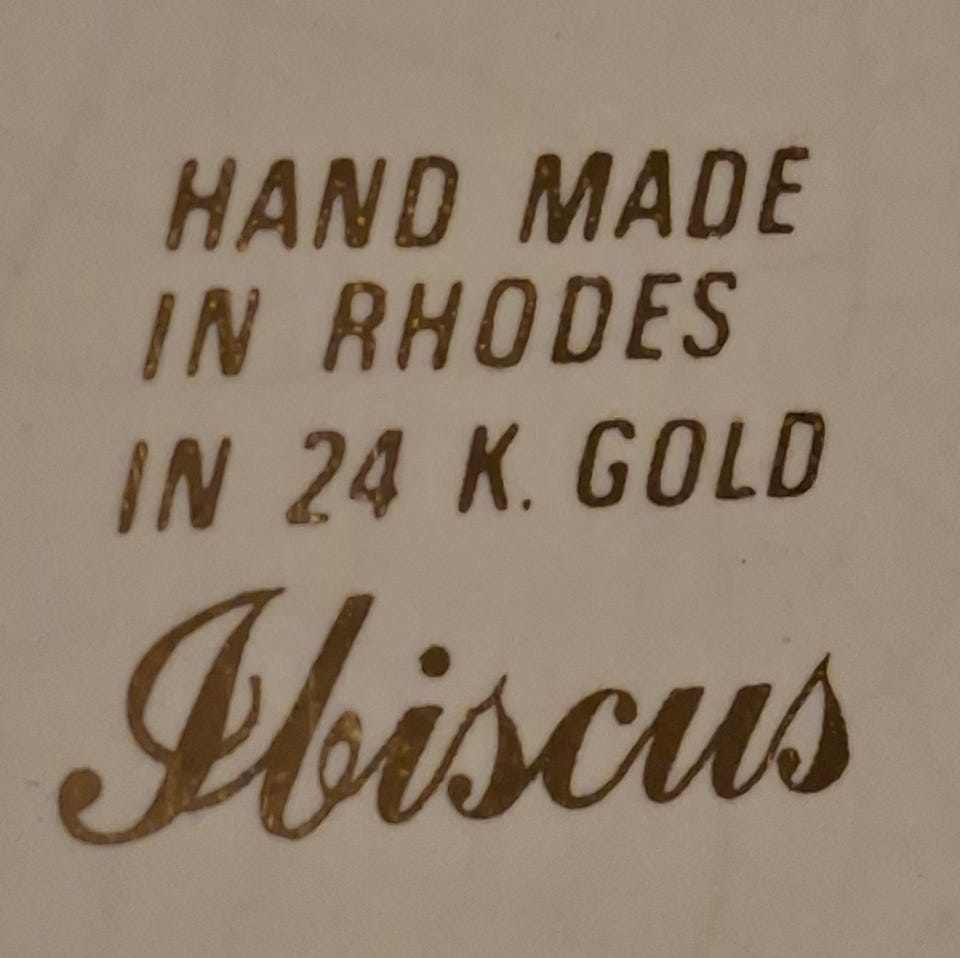 HAND MADE
IN RHODES
IN 24 K. GOLD
Ibiscus